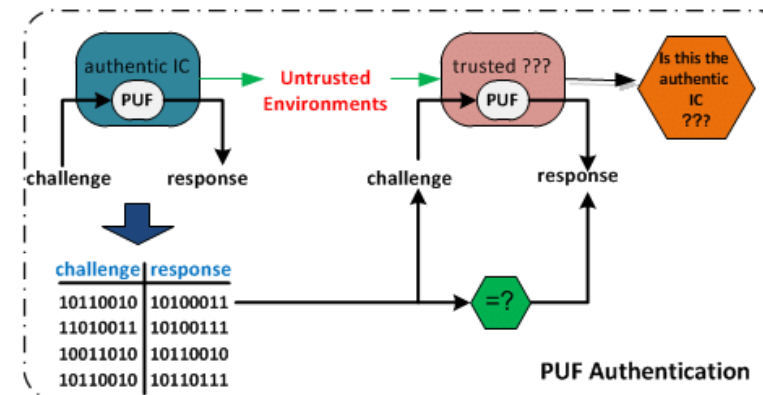 authentic IC
PUF
challenge
response
Untrusted
Environments
trusted ???
PUF
challenge
response
Is this the
authentic
IC
???
challenge response
10110010 10100011
11010011 10100111
10011010 10110010
10110010 10110111
=?
PUF Authentication